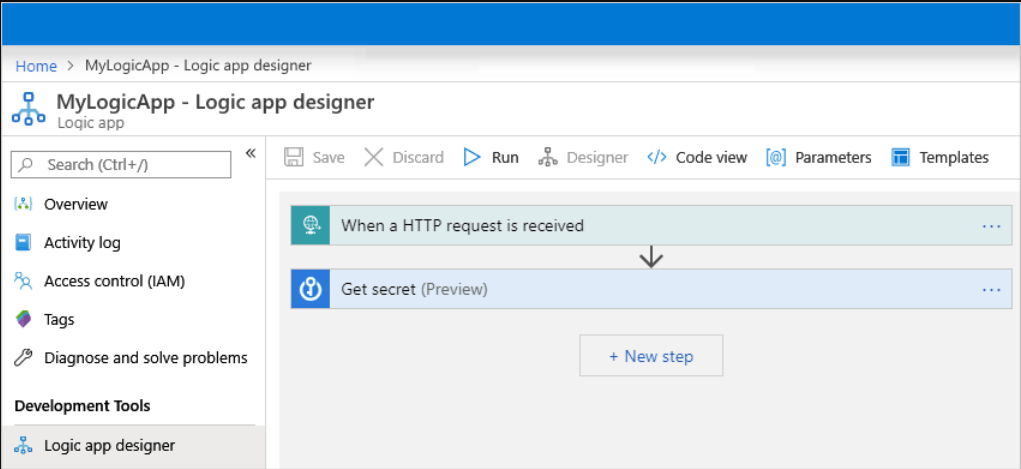 Home > MyLogicApp - Logic app designer
MyLogicApp - Logic app designer
Logic app
Search (Ctrl+/)
«
Save Discard Run Designer </> Code view [@] Parameters Templates
Overview
Activity log
Access control (IAM)
Tags
Diagnose and solve problems
Development Tools
Logic app designer
When a HTTP request is received ...
Get secret (Preview) ...
+ New step